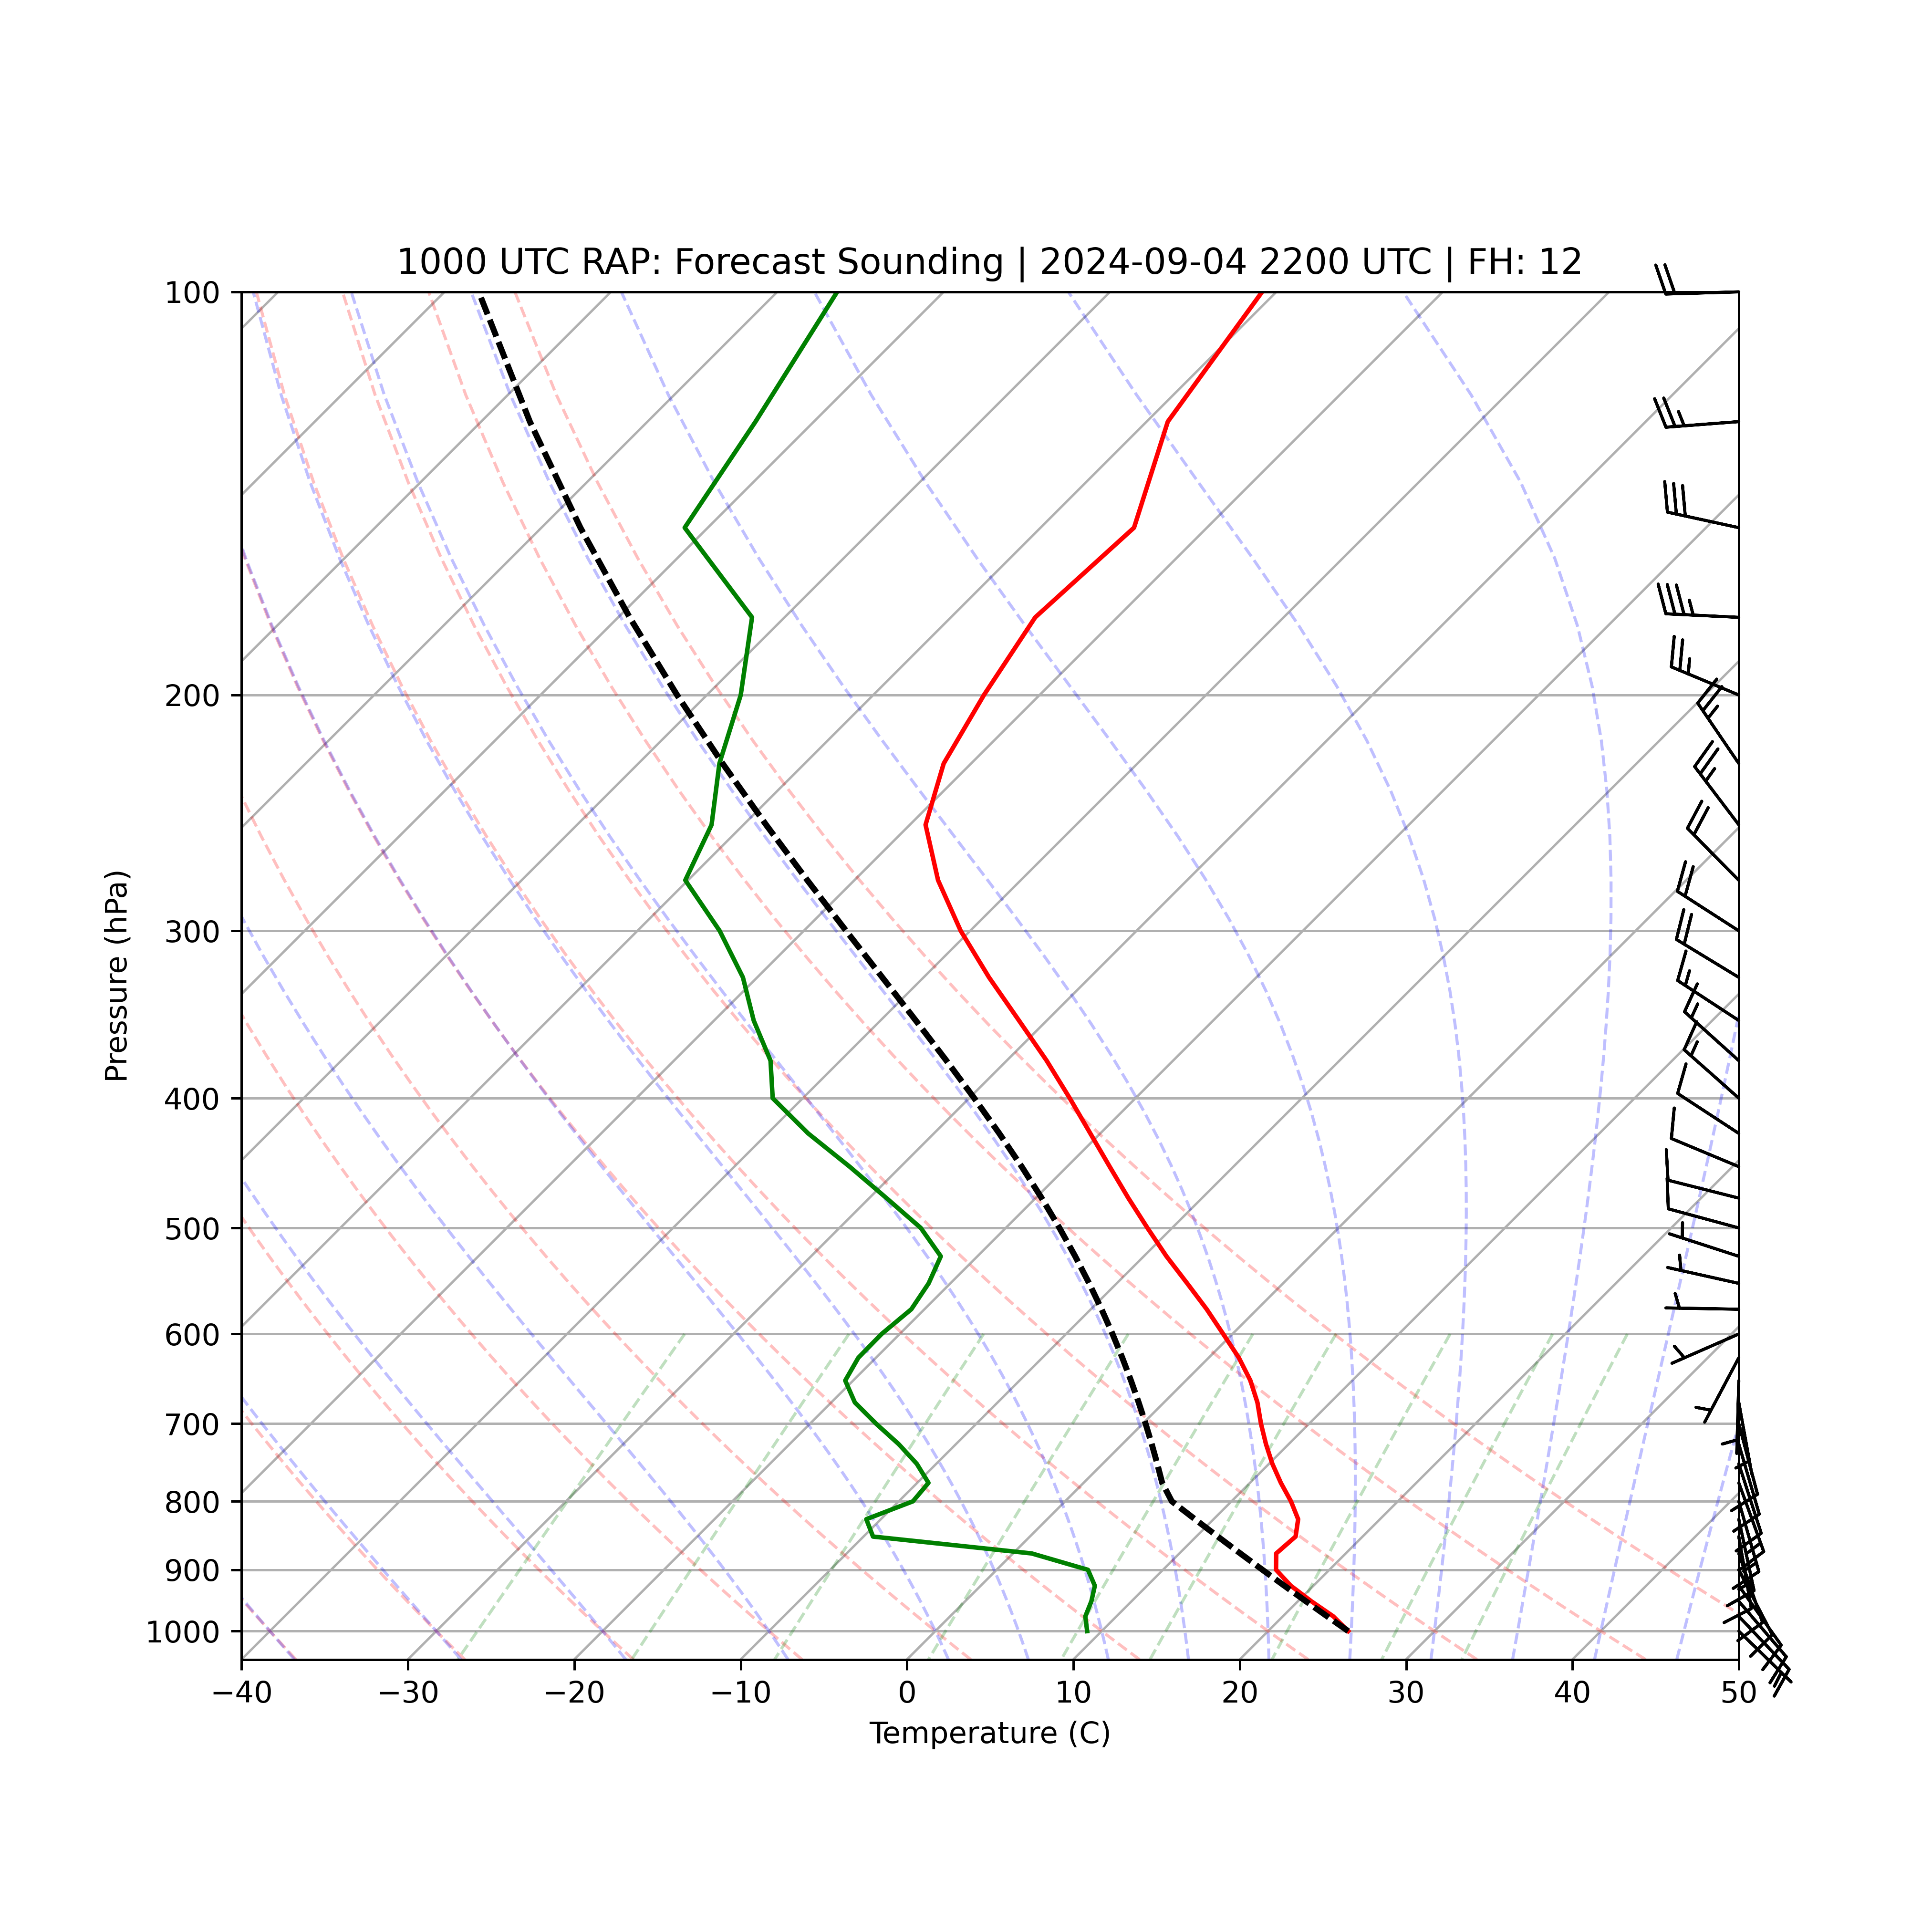 1000 UTC RAP: Forecast Sounding | 2024-09-04 2200 UTC | FH: 12
100
200
300
400
500
600
700
800
900
1000
Pressure (hPa)
−40 −30 −20 −10 0 10 20 30 40 50
Temperature (C)